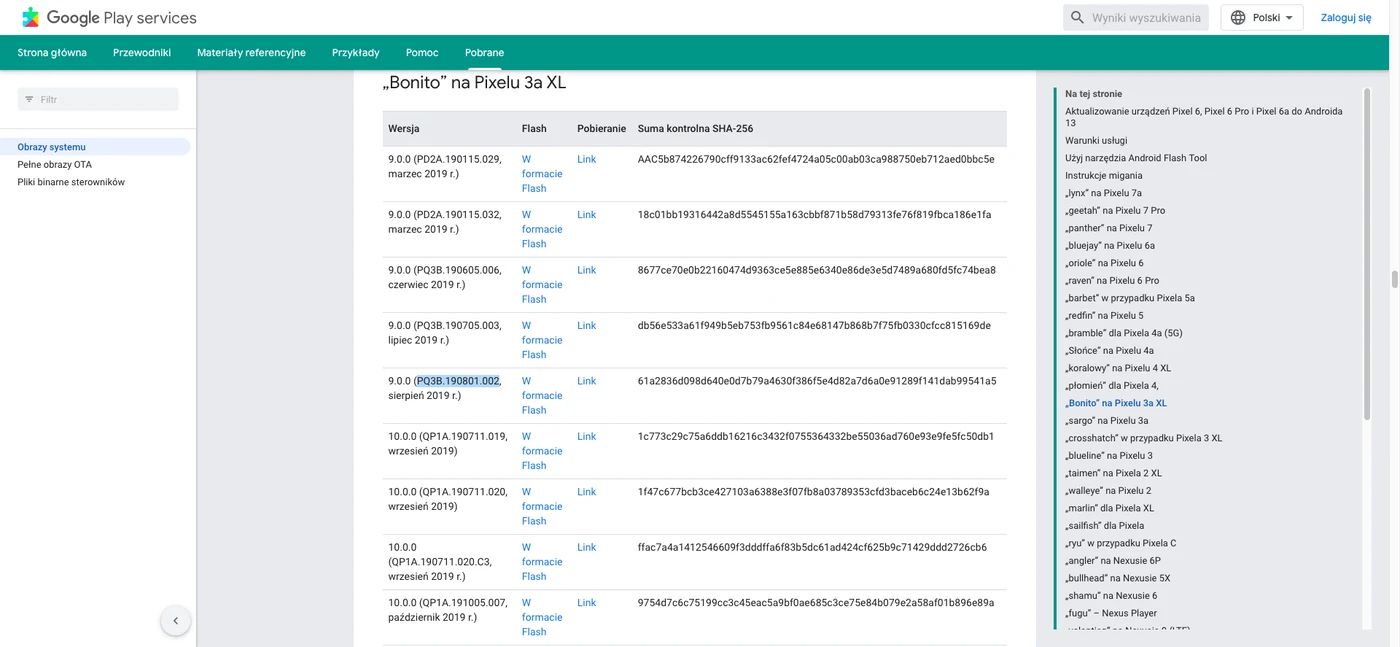 Google Play services
Wyniki wyszukiwania
Polski
Zaloguj się
Strona główna
Przewodniki
Materiały referencyjne
Przykłady
Pomoc
Pobrane
Filtr
Obrazy systemu
Pełne obrazy OTA
Pliki binarne sterowników
„Bonito” na Pixelu 3a XL
Wersja Flash Pobieranie Suma kontrolna SHA-256
9.0.0 (PD2A.190115.029, W Link AAC5b874226790cff9133ac62fef4724a05c00ab03ca988750eb712aed0bbc5e
marzec 2019 r.) formacie
Flash
9.0.0 (PD2A.190115.032, W Link 18c01bb19316442a8d5545155a163cbbf871b58d79313fe76f819fbca186e1fa
marzec 2019 r.) formacie
Flash
9.0.0 (PQ3B.190605.006, W Link 8677ce70e0b22160474d9363ce5e885e6340e86de3e5d7489a680fd5fc74bea8
czerwiec 2019 r.) formacie
Flash
9.0.0 (PQ3B.190705.003, W Link db56e533a61f949b5eb753fb9561c84e68147b868b7f75fb0330cfcc815169de
lipiec 2019 r.) formacie
Flash
9.0.0 (PQ3B.190801.002, W Link 61a2836d098d640e0d7b79a4630f386f5e4d82a7d6a0e91289f141dab99541a5
sierpień 2019 r.) formacie
Flash
10.0.0 (QP1A.190711.019, W Link 1c773c29c75a6ddb16216c3432f0755364332be55036ad760e93e9fe5fc50db1
wrzesień 2019) formacie
Flash
10.0.0 (QP1A.190711.020, W Link 1f47c677bcb3ce427103a6388e3f07fb8a03789353cfd3baceb6c24e13b62f9a
wrzesień 2019) formacie
Flash
10.0.0 W Link ffac7a4a1412546609f3dddffa6f83b5dc61ad424cf625b9c71429ddd2726cb6
(QP1A.190711.020.C3, formacie
wrzesień 2019 r.) Flash
10.0.0 (QP1A.191005.007, W Link 9754d7c6c75199cc3c45eac5a9bf0ae685c3ce75e84b079e2a58af01b896e89a
październik 2019 r.) formacie
Flash
Na tej stronie
Aktualizowanie urządzeń Pixel 6, Pixel 6 Pro i Pixel 6a do Androida
13
Warunki usługi
Użyj narzędzia Android Flash Tool
Instrukcje migania
„lynx” na Pixelu 7a
„geetah” na Pixelu 7 Pro
„panther” na Pixelu 7
„bluejay” na Pixelu 6a
„oriole” na Pixelu 6
„raven” na Pixelu 6 Pro
„barbet” w przypadku Pixela 5a
„redfin” na Pixelu 5
„bramble” dla Pixela 4a (5G)
„Słońce” na Pixelu 4a
„koralowy” na Pixelu 4 XL
„płomień” dla Pixela 4,
„Bonito” na Pixelu 3a XL
„sargo” na Pixelu 3a
„crosshatch” w przypadku Pixela 3 XL
„blueline” na Pixelu 3
„taimen” na Pixela 2 XL
„walleye” na Pixelu 2
„marlin” dla Pixela XL
„sailfish” dla Pixela
„ryu” w przypadku Pixela C
„angler” na Nexusie 6P
„bullhead” na Nexusie 5X
„shamu” na Nexusie 6
„fugu” – Nexus Player